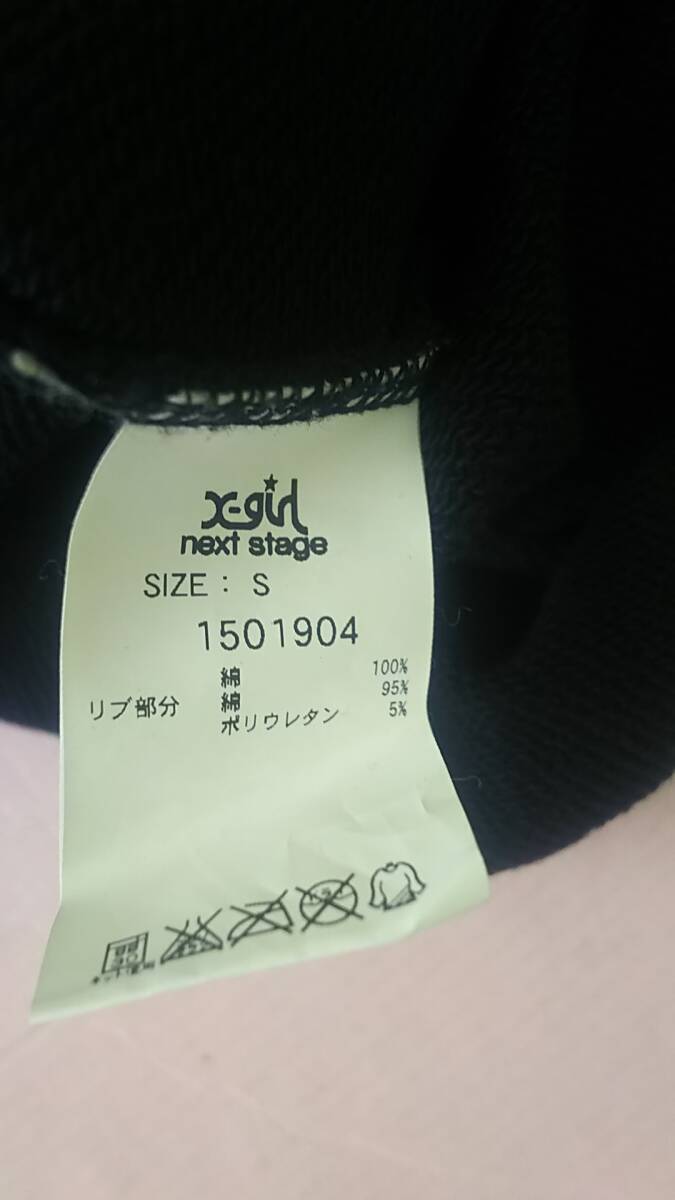 X-girl
next stage
SIZE: S
1501904
綿 100%
リブ部分 綿 95%
ポリウレタン 5%